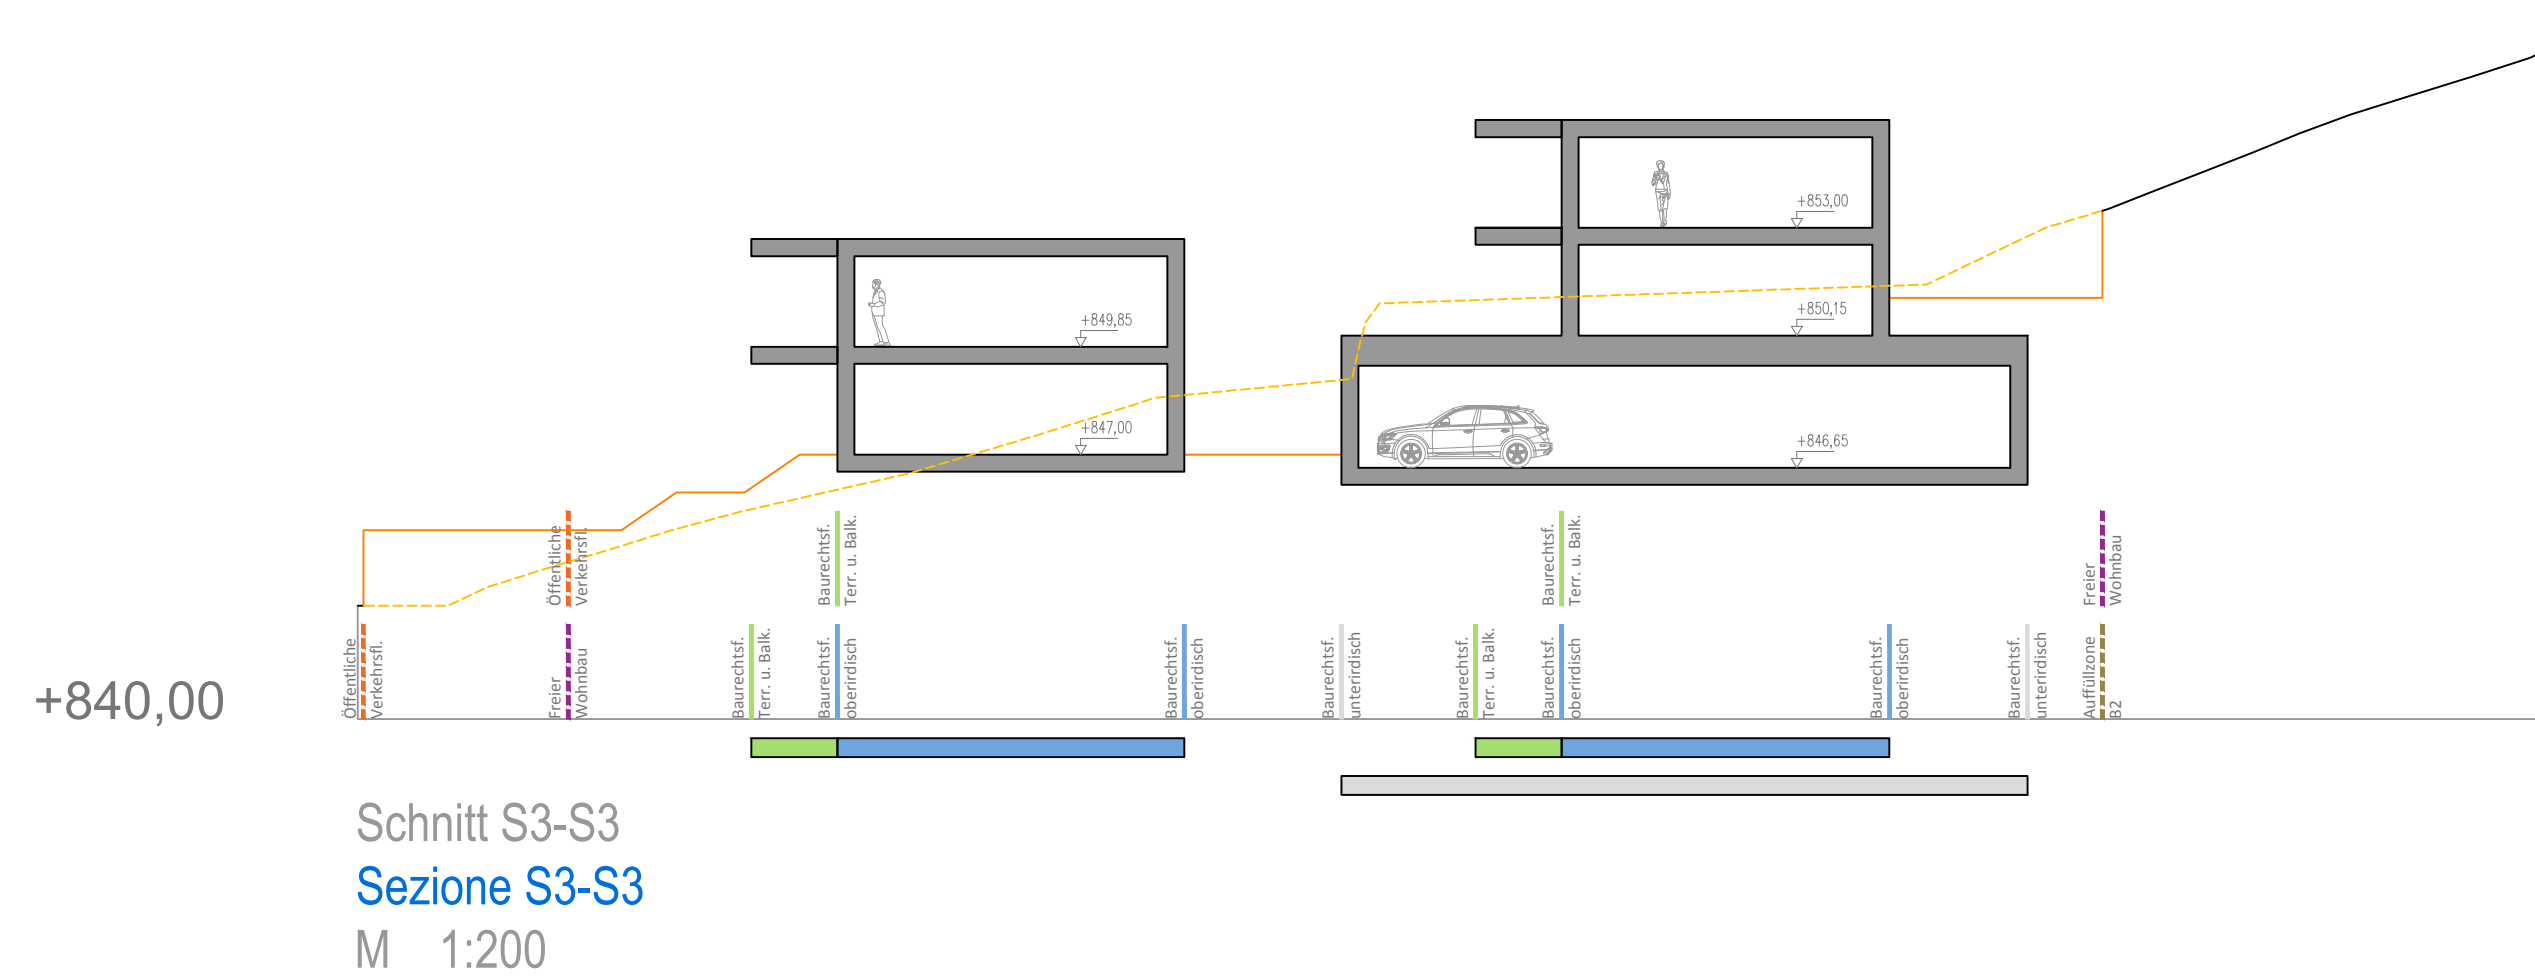 +853,00
+849,85
+850,15
+847,00
+846,65
Öffentliche
Verkehrsfl.
Baurechtsf.
Terr. u. Balk.
Baurechtsf.
Terr. u. Balk.
Freier
Wohnbau
+840,00
Öffentliche
Verkehrsfl.
Freier
Wohnbau
Baurechtsf.
Terr. u. Balk.
Baurechtsf.
oberirdisch
Baurechtsf.
oberirdisch
Baurechtsf.
unterirdisch
Baurechtsf.
Terr. u. Balk.
Baurechtsf.
oberirdisch
Baurechtsf.
oberirdisch
Baurechtsf.
unterirdisch
Auffüllzone
B2
Schnitt S3-S3
Sezione S3-S3
M 1:200